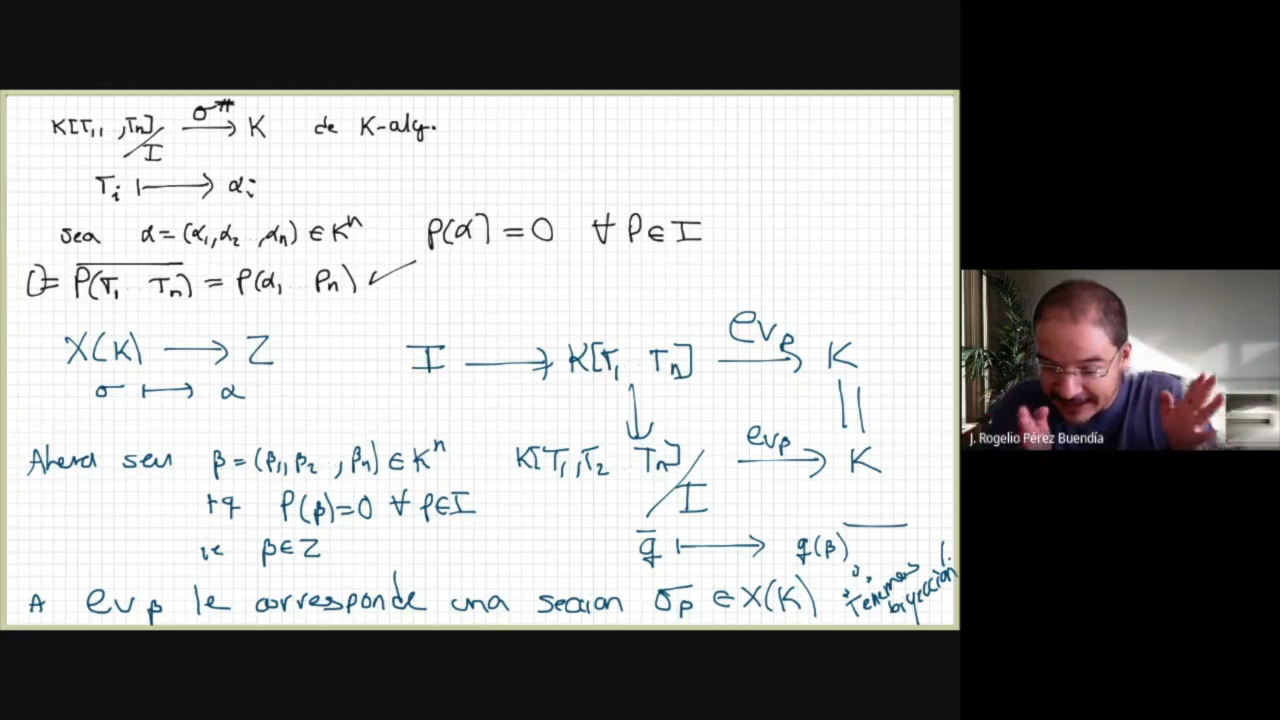 K[T₁, ,Tₙ]/I —σ^#→ K de K-alg.
Tᵢ ⟼ αᵢ
sea α = (α₁,α₂ ,αₙ) ∈ Kⁿ P(α) = 0 ∀ P ∈ I
P(T₁ Tₙ) = P(α₁ ρₙ) ✓
X(K) → Z I → K[T₁ Tₙ] —evᵦ→ K
σ ⟼ α
Ahora sea β = (β₁,β₂ ,βₙ) ∈ Kⁿ K[T₁,T₂ Tₙ]/I —evᵦ→ K
tq P(β)=0 ∀ P∈I
ie β∈Z q̄ ⟼ q(β)
A evᵦ le corresponde una sección σᵦ ∈ X(K) ∴ Tenemos biyección
J. Rogelio Pérez Buendía